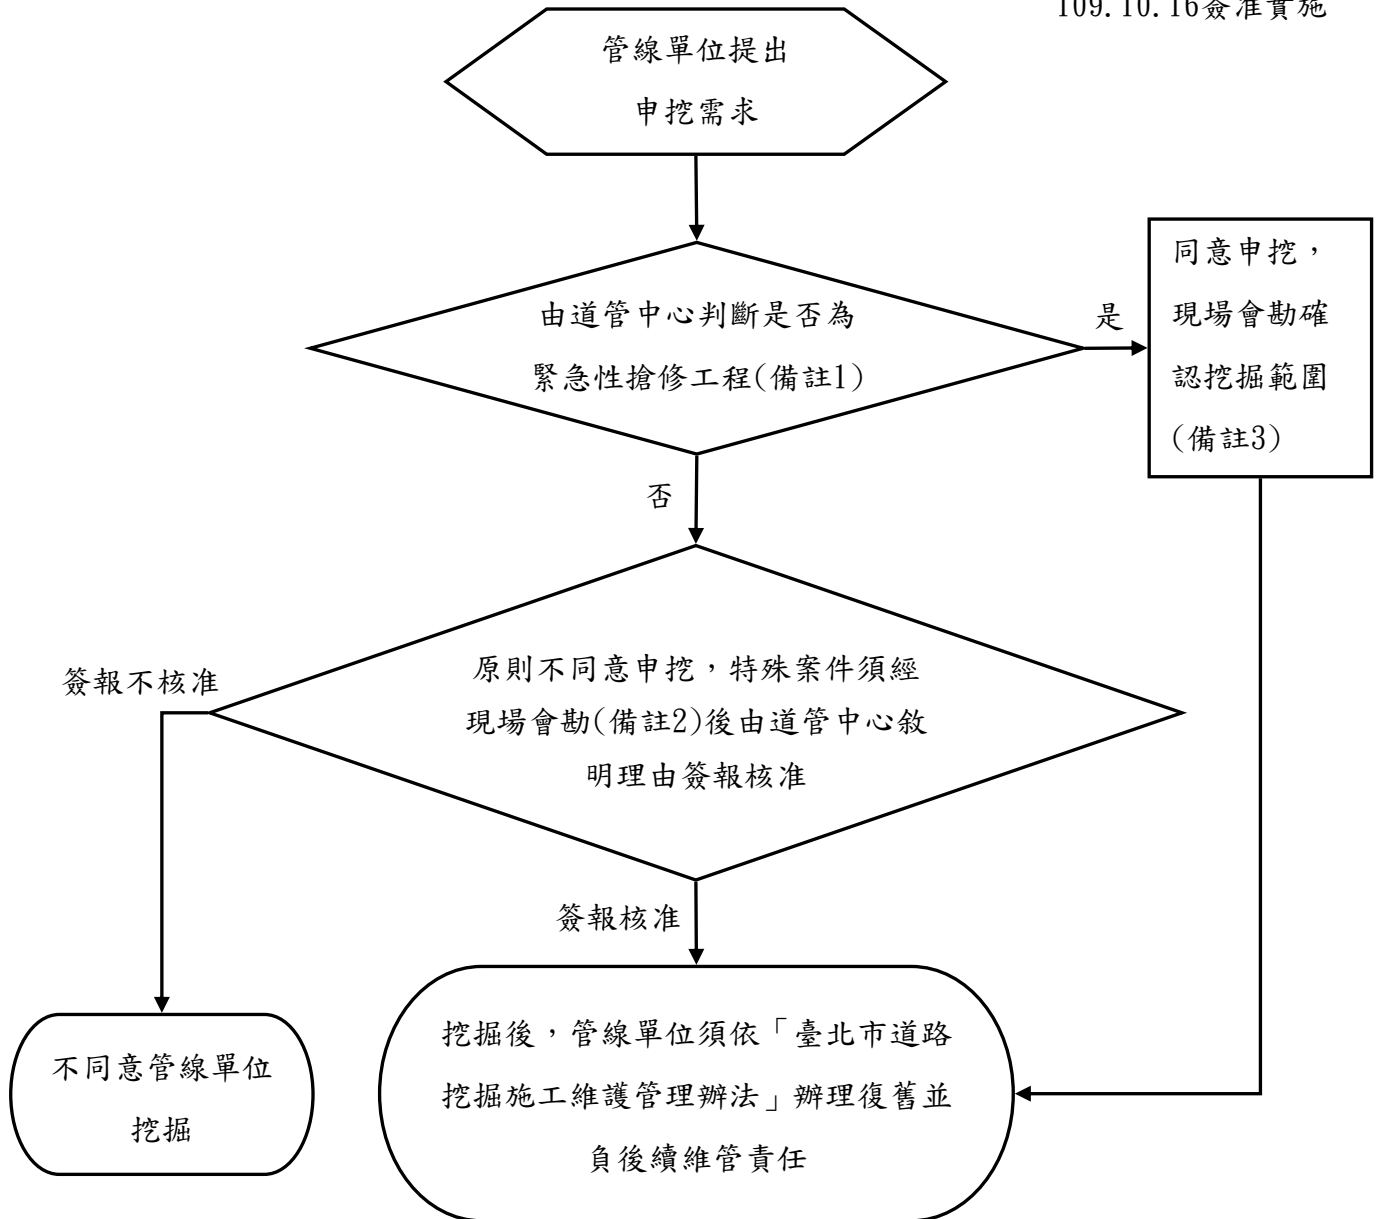 109.10.16簽准實施
管線單位提出
申挖需求
由道管中心判斷是否為
緊急性搶修工程(備註1)
是
同意申挖，
現場會勘確
認挖掘範圍
(備註3)
否
原則不同意申挖，特殊案件須經
現場會勘(備註2)後由道管中心敘
明理由簽報核准
簽報不核准
簽報核准
不同意管線單位
挖掘
挖掘後，管線單位須依「臺北市道路
挖掘施工維護管理辦法」辦理復舊並
負後續維管責任